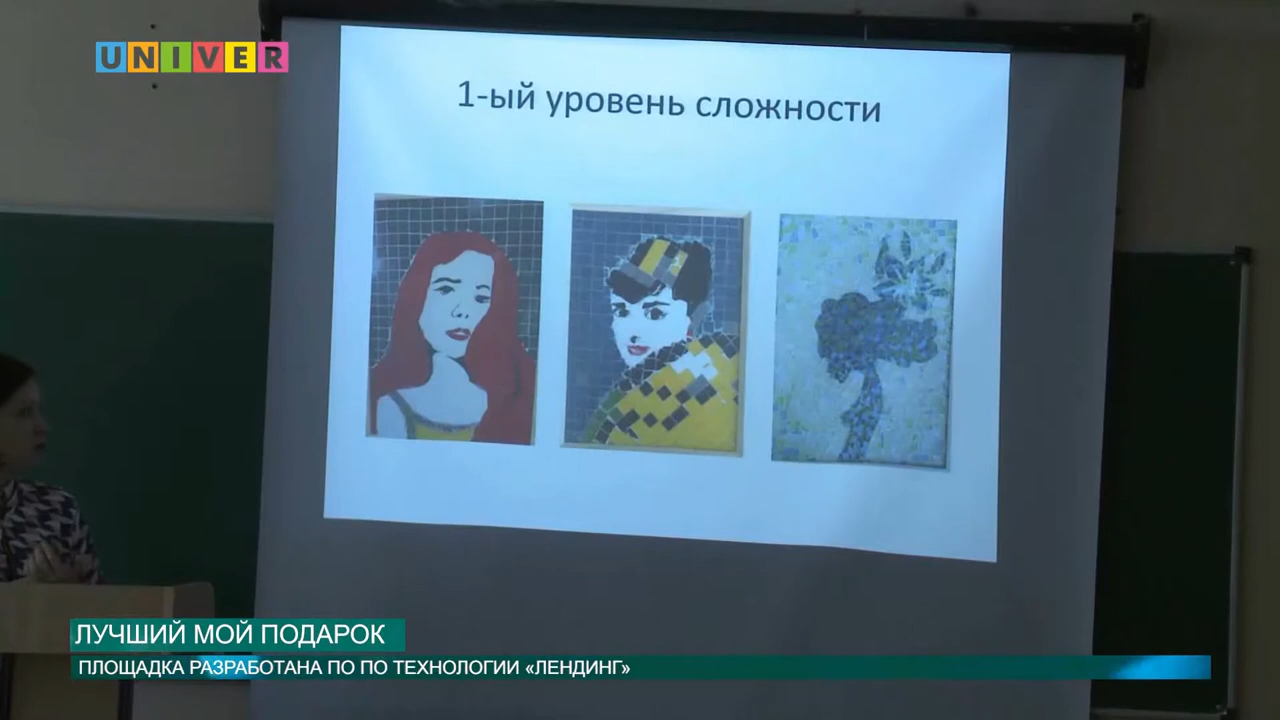 UNIVER
1-ый уровень сложности
ЛУЧШИЙ МОЙ ПОДАРОК
ПЛОЩАДКА РАЗРАБОТАНА ПО ПО ТЕХНОЛОГИИ «ЛЕНДИНГ»